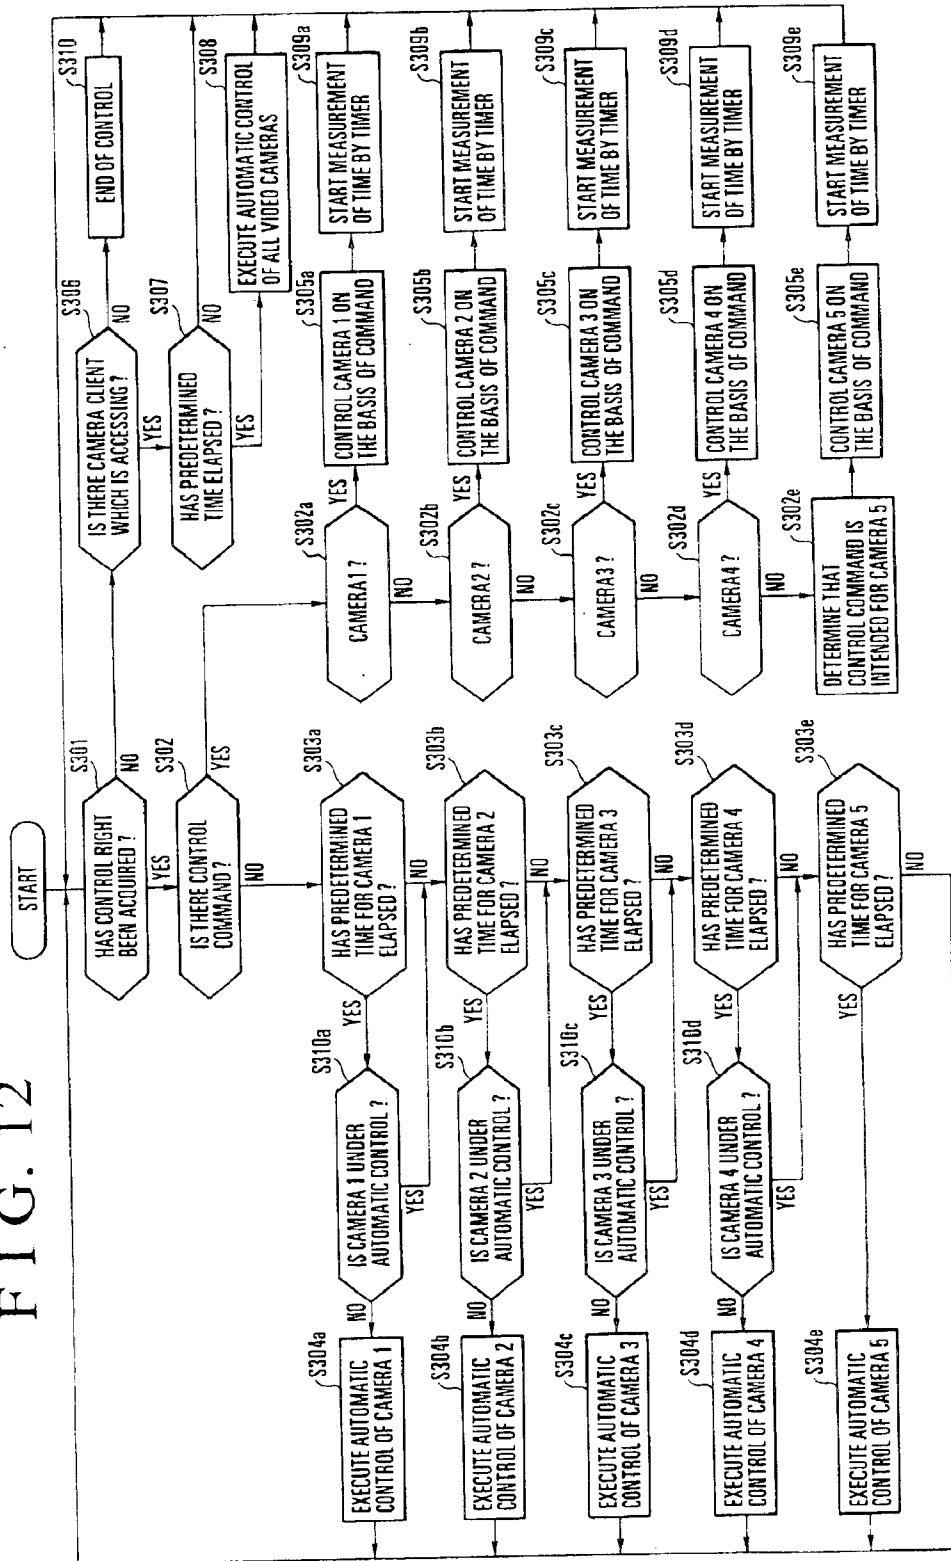 FIG. 12
START
S301
HAS CONTROL RIGHT
BEEN ACQUIRED ?
NO
YES
S306
IS THERE CAMERA CLIENT
WHICH IS ACCESSING ?
NO
YES
S310
END OF CONTROL
S302
IS THERE CONTROL
COMMAND ?
YES
NO
S307
HAS PREDETERMINED
TIME ELAPSED ?
NO
YES
S308
EXECUTE AUTOMATIC CONTROL
OF ALL VIDEO CAMERAS
S304a
EXECUTE AUTOMATIC
CONTROL OF CAMERA 1
NO
S310a
IS CAMERA 1 UNDER
AUTOMATIC CONTROL ?
YES
YES
S303a
HAS PREDETERMINED
TIME FOR CAMERA 1
ELAPSED ?
NO
S302a
CAMERA1 ?
YES
NO
S305a
CONTROL CAMERA 1 ON
THE BASIS OF COMMAND
S309a
START MEASUREMENT
OF TIME BY TIMER
S304b
EXECUTE AUTOMATIC
CONTROL OF CAMERA 2
NO
S310b
IS CAMERA 2 UNDER
AUTOMATIC CONTROL ?
YES
YES
S303b
HAS PREDETERMINED
TIME FOR CAMERA 2
ELAPSED ?
NO
S302b
CAMERA2 ?
YES
NO
S305b
CONTROL CAMERA 2 ON
THE BASIS OF COMMAND
S309b
START MEASUREMENT
OF TIME BY TIMER
S304c
EXECUTE AUTOMATIC
CONTROL OF CAMERA 3
NO
S310c
IS CAMERA 3 UNDER
AUTOMATIC CONTROL ?
YES
YES
S303c
HAS PREDETERMINED
TIME FOR CAMERA 3
ELAPSED ?
NO
S302c
CAMERA3 ?
YES
NO
S305c
CONTROL CAMERA 3 ON
THE BASIS OF COMMAND
S309c
START MEASUREMENT
OF TIME BY TIMER
S304d
EXECUTE AUTOMATIC
CONTROL OF CAMERA 4
NO
S310d
IS CAMERA 4 UNDER
AUTOMATIC CONTROL ?
YES
YES
S303d
HAS PREDETERMINED
TIME FOR CAMERA 4
ELAPSED ?
NO
S302d
CAMERA4 ?
YES
NO
S305d
CONTROL CAMERA 4 ON
THE BASIS OF COMMAND
S309d
START MEASUREMENT
OF TIME BY TIMER
S304e
EXECUTE AUTOMATIC
CONTROL OF CAMERA 5
YES
S303e
HAS PREDETERMINED
TIME FOR CAMERA 5
ELAPSED ?
NO
S302e
DETERMINE THAT
CONTROL COMMAND IS
INTENDED FOR CAMERA 5
S305e
CONTROL CAMERA 5 ON
THE BASIS OF COMMAND
S309e
START MEASUREMENT
OF TIME BY TIMER